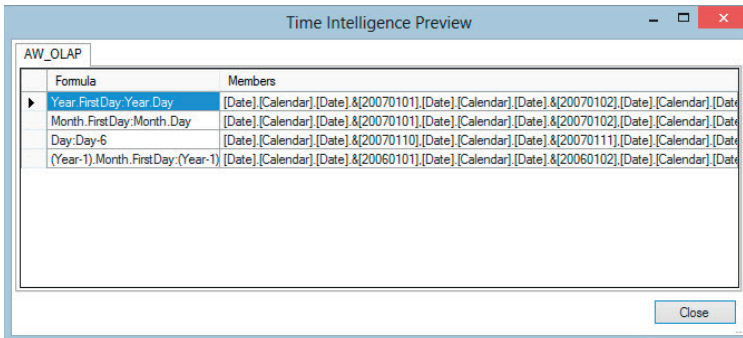 Time Intelligence Preview
AW_OLAP
Formula Members
Year.FirstDay:Year.Day [Date].[Calendar].[Date].&[20070101],[Date].[Calendar].[Date].&[20070102],[Date].[Calendar].[Date
Month.FirstDay:Month.Day [Date].[Calendar].[Date].&[20070101],[Date].[Calendar].[Date].&[20070102],[Date].[Calendar].[Date
Day:Day-6 [Date].[Calendar].[Date].&[20070110],[Date].[Calendar].[Date].&[20070111],[Date].[Calendar].[Date
(Year-1).Month.FirstDay:(Year-1) [Date].[Calendar].[Date].&[20060101],[Date].[Calendar].[Date].&[20060102],[Date].[Calendar].[Date
Close